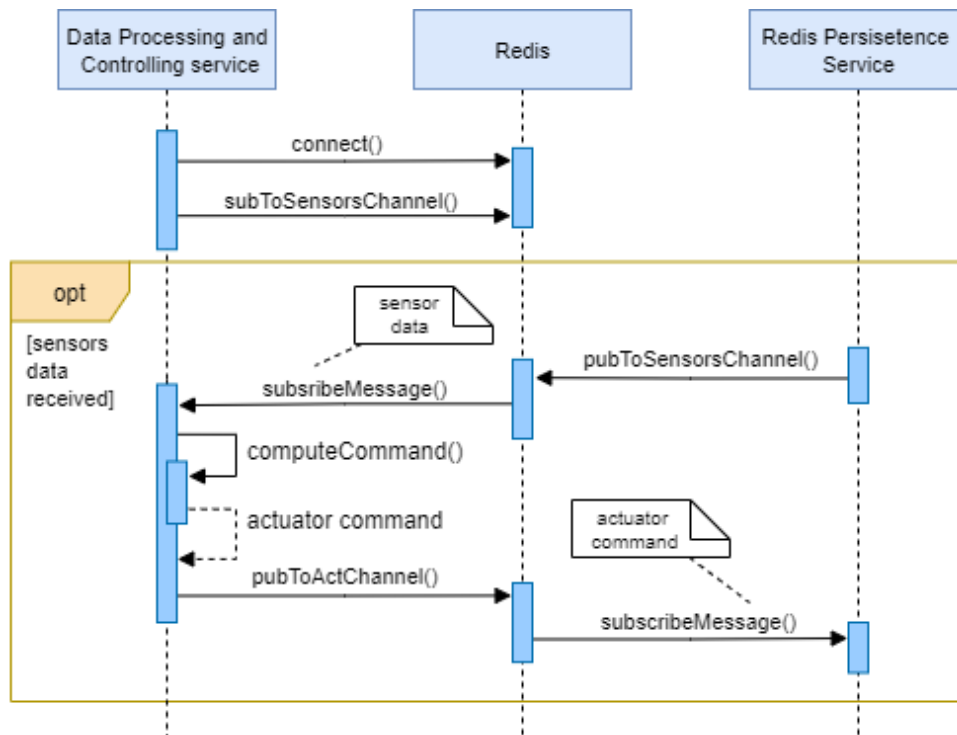 Data Processing and
Controlling service
Redis
Redis Persisetence
Service
connect()
subToSensorsChannel()
opt
[sensors
data
received]
sensor
data
pubToSensorsChannel()
subsribeMessage()
computeCommand()
actuator command
actuator
command
pubToActChannel()
subscribeMessage()